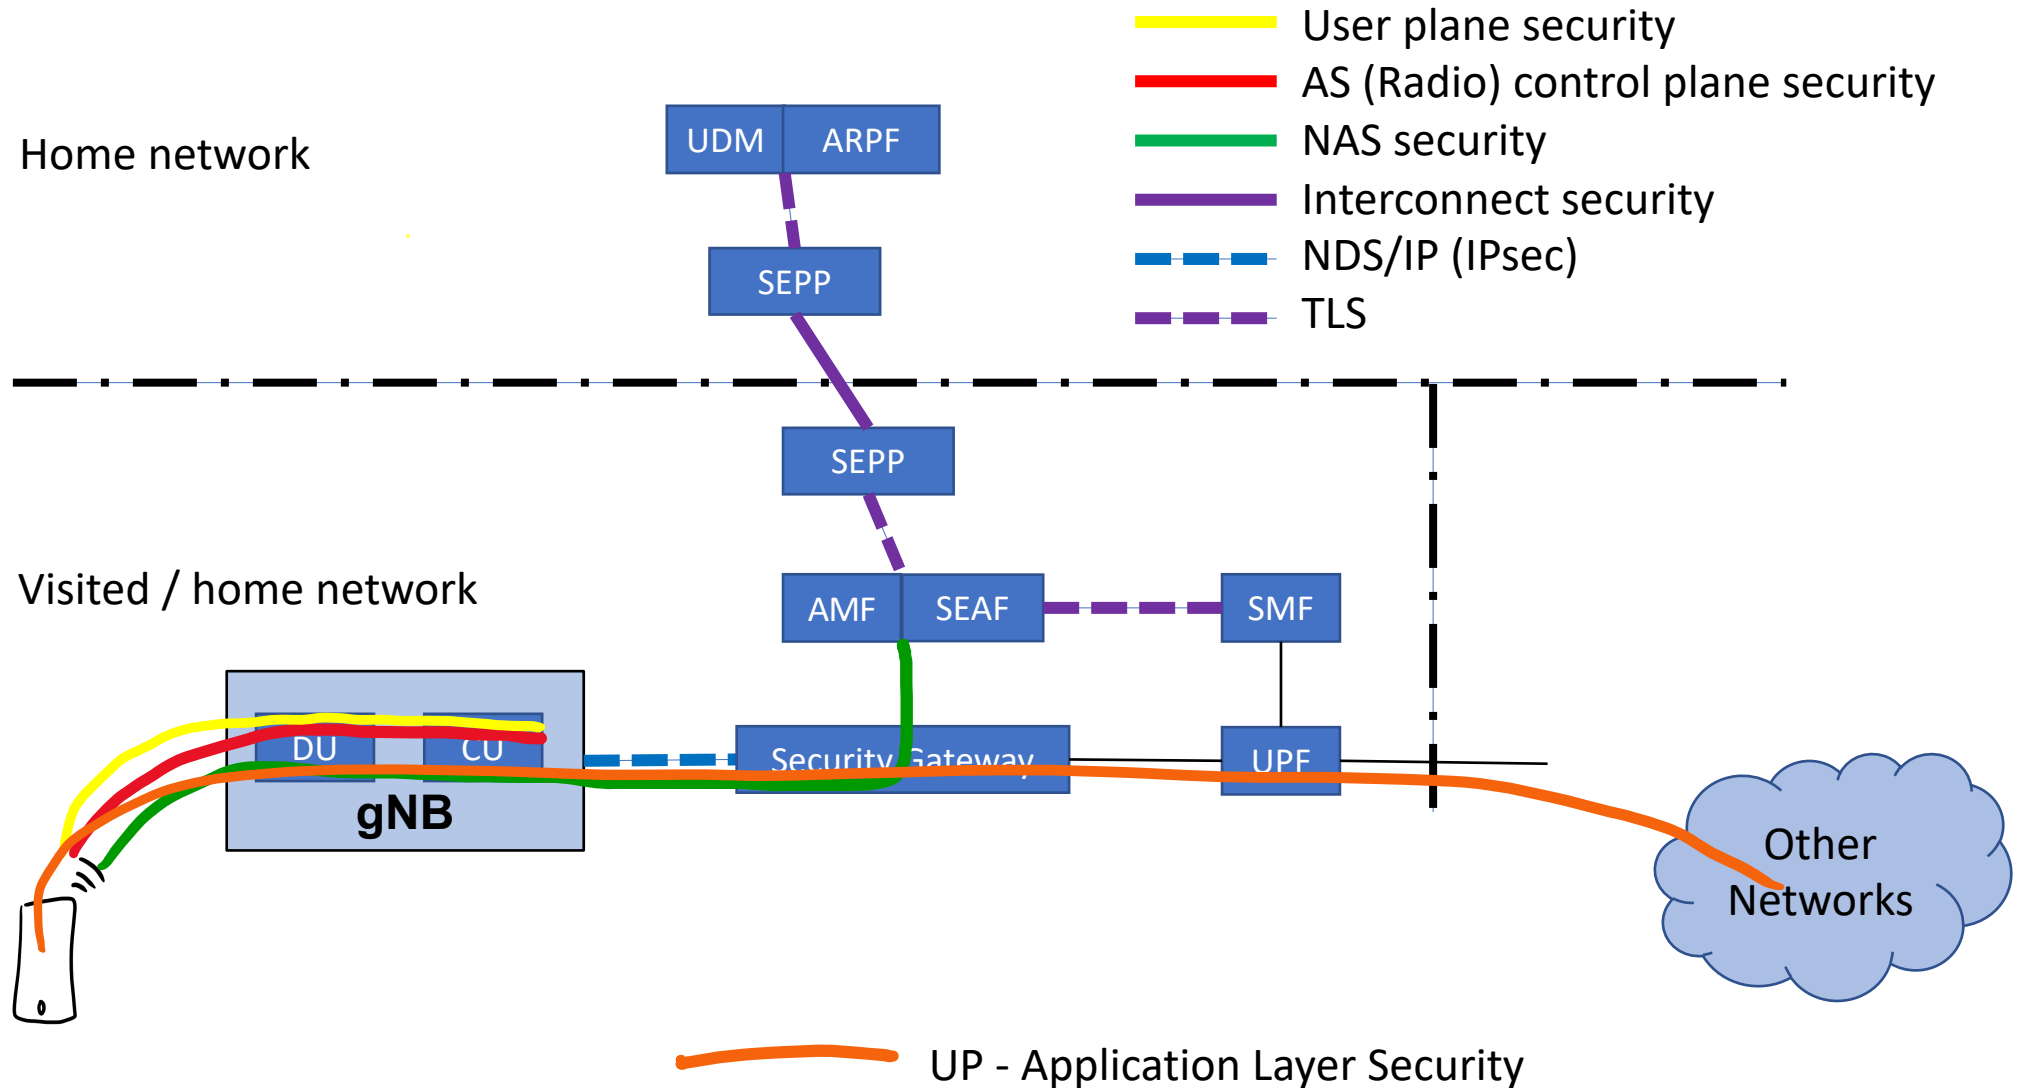 User plane security
AS (Radio) control plane security
NAS security
Interconnect security
NDS/IP (IPsec)
TLS
Home network
UDM
ARPF
SEPP
SEPP
Visited / home network
AMF
SEAF
SMF
DU
CU
Security Gateway
UPF
gNB
Other
Networks
UP - Application Layer Security